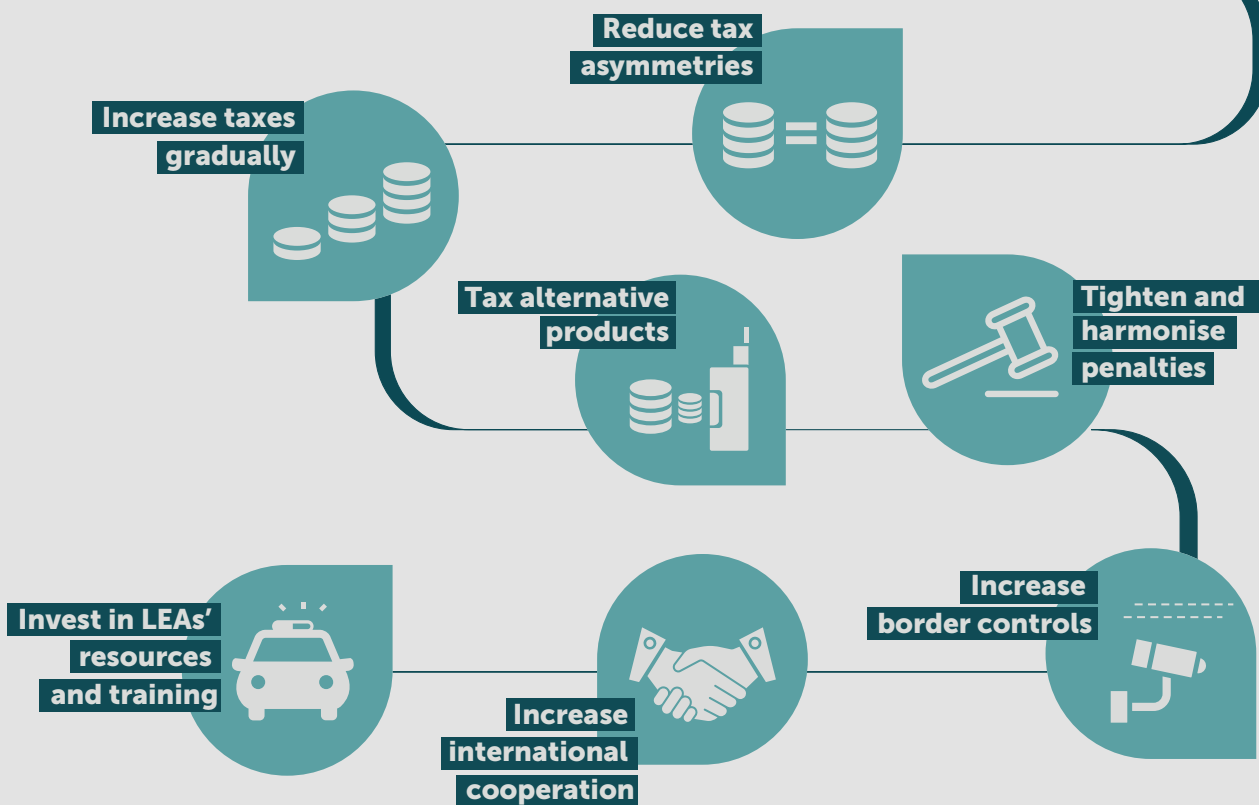 Reduce tax
asymmetries
Increase taxes
gradually
Tax alternative
products
Tighten and
harmonise
penalties
Increase
border controls
Increase
international
cooperation
Invest in LEAs’
resources
and training